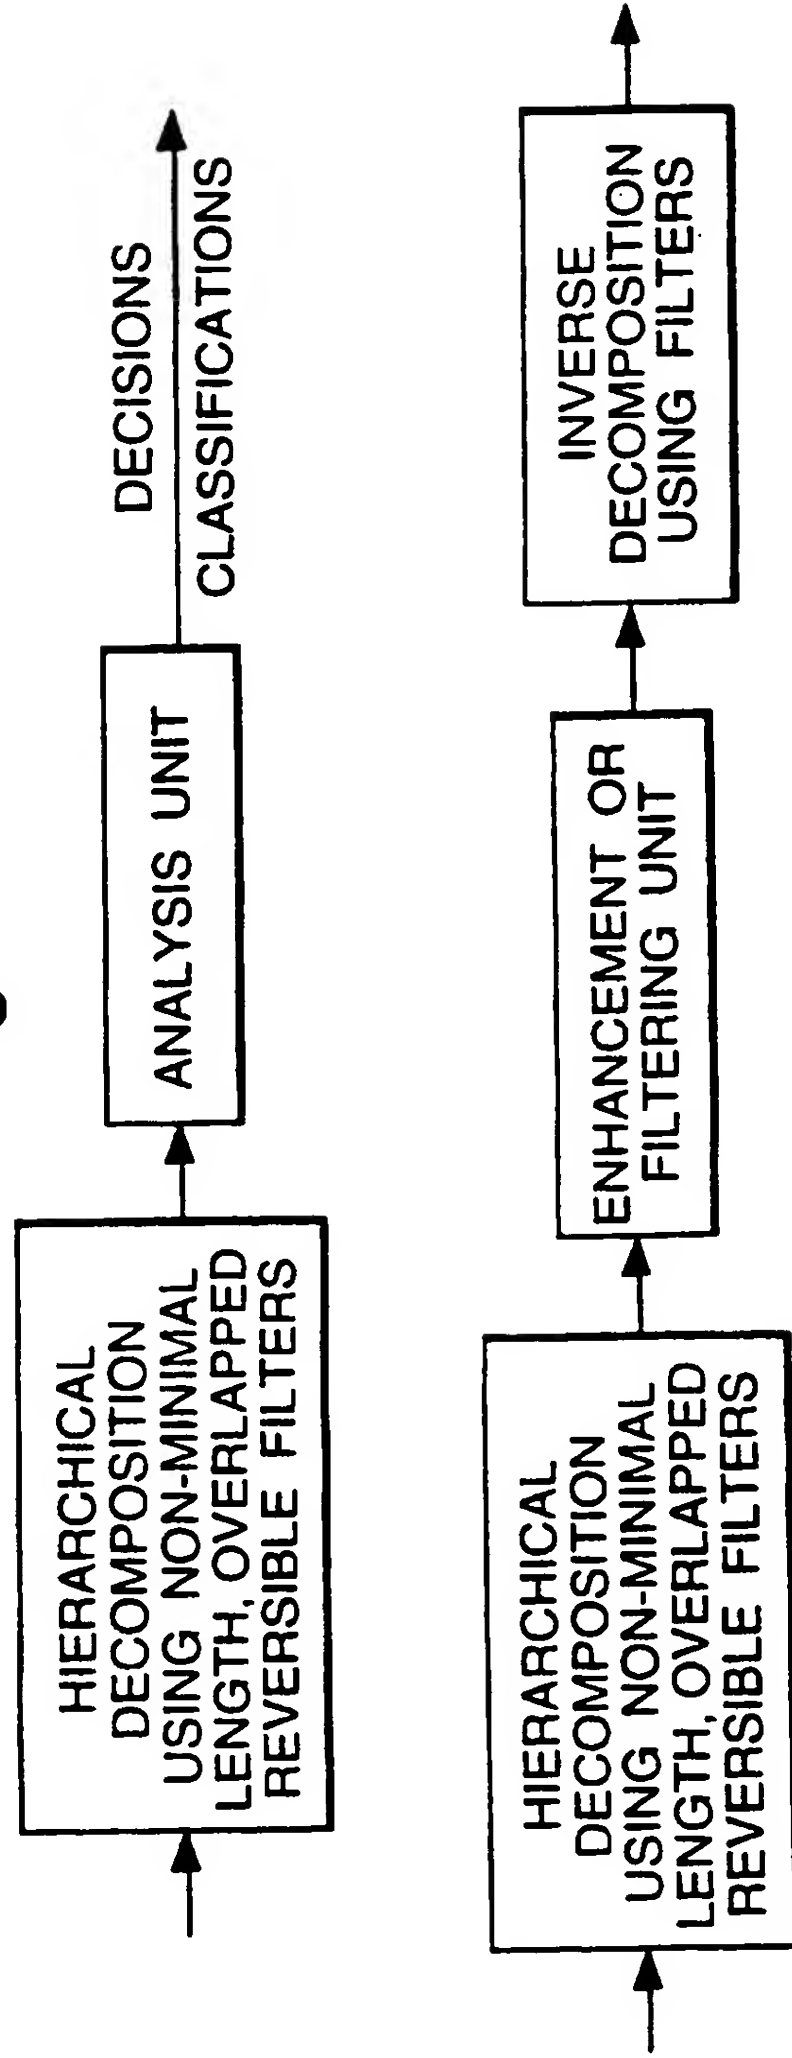 HIERARCHICAL
DECOMPOSITION
USING NON-MINIMAL
LENGTH, OVERLAPPED
REVERSIBLE FILTERS
ANALYSIS UNIT
DECISIONS
CLASSIFICATIONS
HIERARCHICAL
DECOMPOSITION
USING NON-MINIMAL
LENGTH, OVERLAPPED
REVERSIBLE FILTERS
ENHANCEMENT OR
FILTERING UNIT
INVERSE
DECOMPOSITION
USING FILTERS